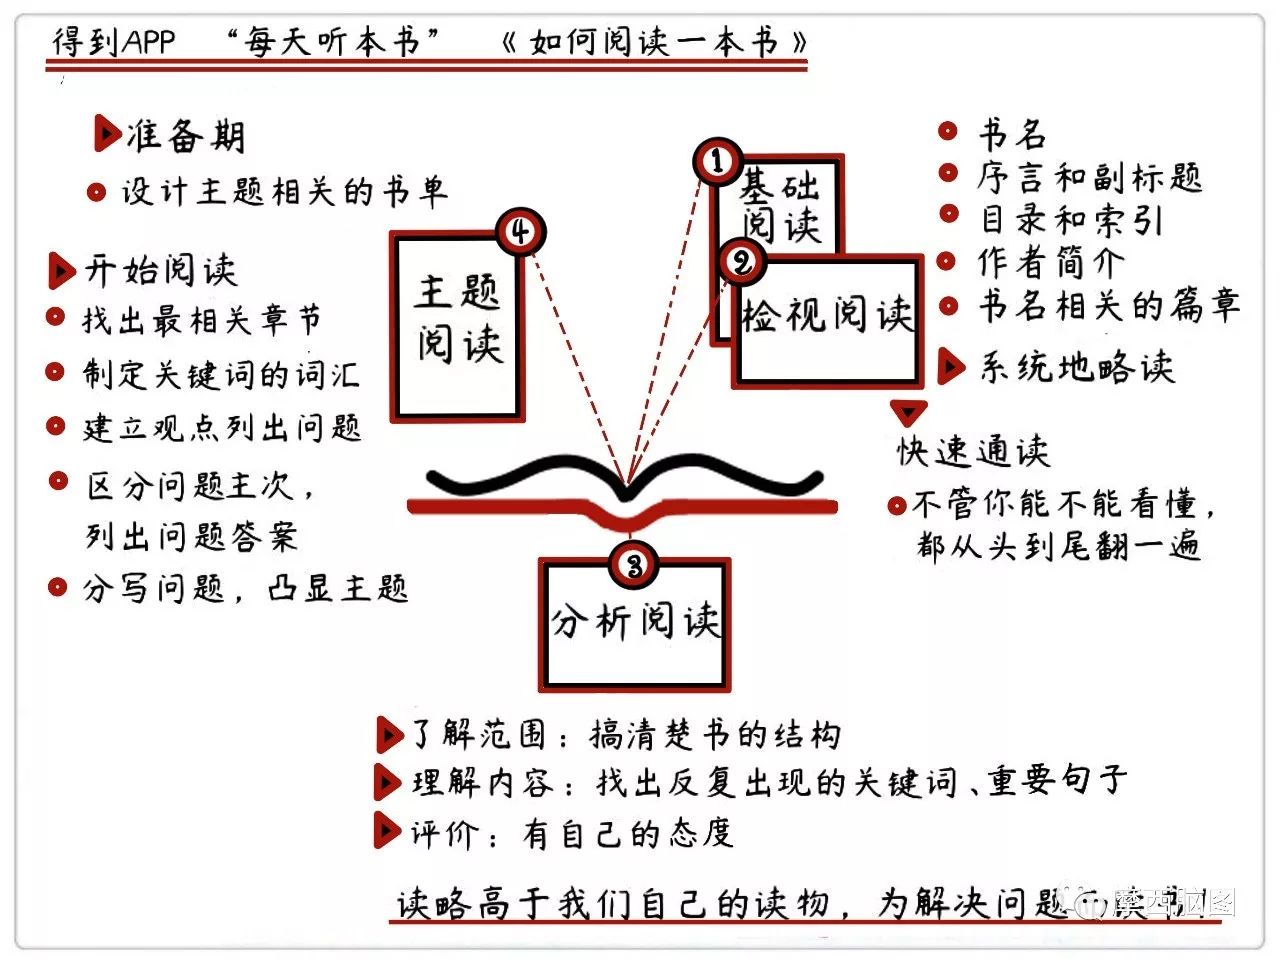 得到APP “每天听本书” 《如何阅读一本书》
准备期
设计主题相关的书单
开始阅读
找出最相关章节
制定关键词的词汇
建立观点列出问题
区分问题主次，
列出问题答案
分写问题，凸显主题
4
主题
阅读
1
基础
阅读
2
检视阅读
书名
序言和副标题
目录和索引
作者简介
书名相关的篇章
系统地略读
快速通读
不管你能不能看懂，
都从头到尾翻一遍
3
分析阅读
了解范围：搞清楚书的结构
理解内容：找出反复出现的关键词、重要句子
评价：有自己的态度
读略高于我们自己的读物，为解决问题而读书！
摩西脑图